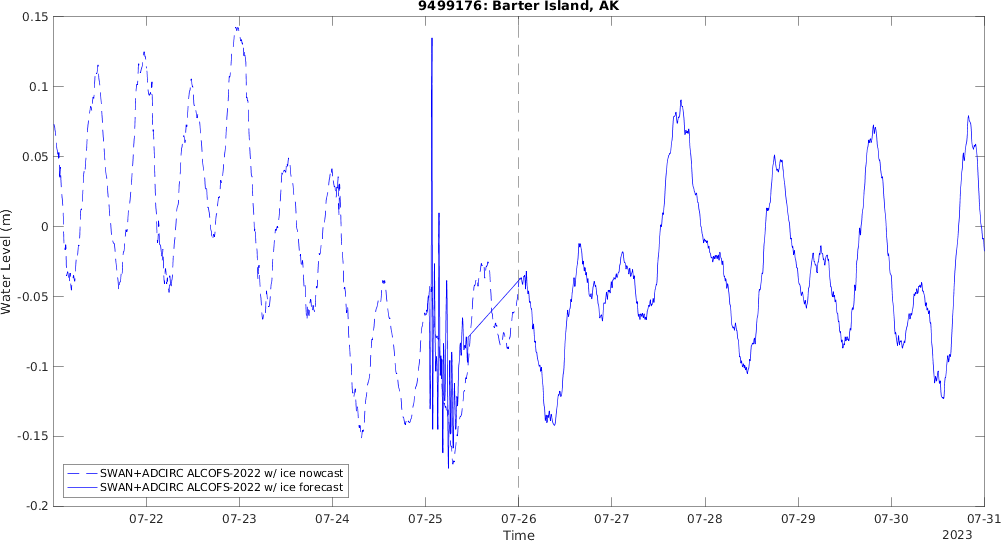 9499176: Barter Island, AK
0.15
0.1
0.05
0
-0.05
-0.1
-0.15
-0.2
Water Level (m)
SWAN+ADCIRC ALCOFS-2022 w/ ice nowcast
SWAN+ADCIRC ALCOFS-2022 w/ ice forecast
07-22 07-23 07-24 07-25 07-26 07-27 07-28 07-29 07-30 07-31
Time
2023